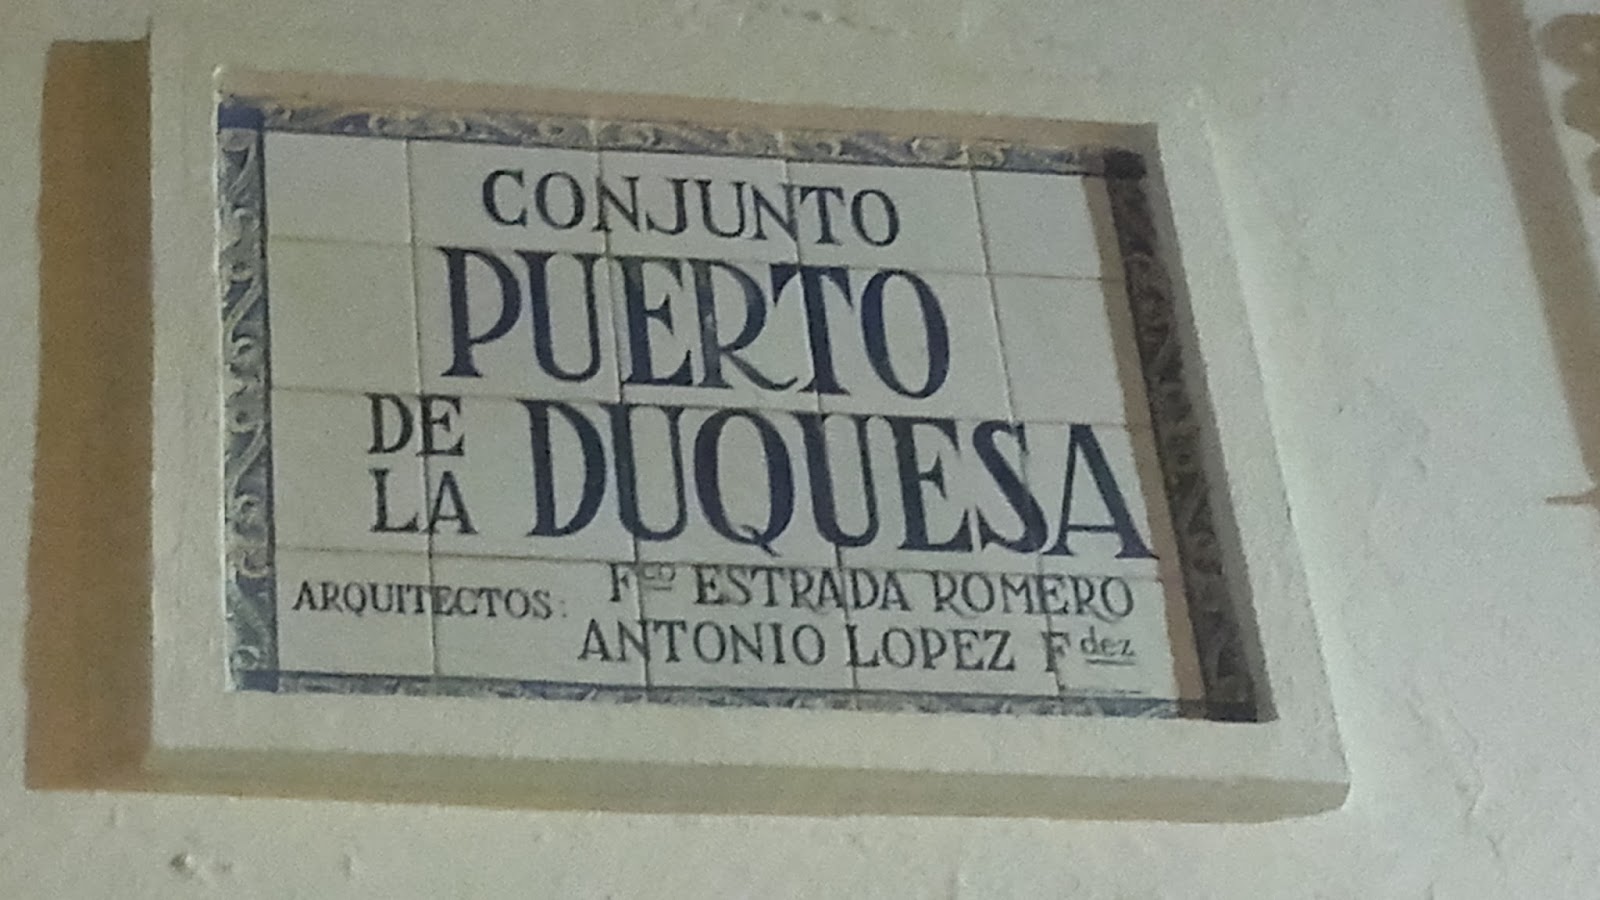 CONJUNTO
PUERTO
DE LA DUQUESA
ARQUITECTOS: Fco ESTRADA ROMERO
ANTONIO LOPEZ Fdez